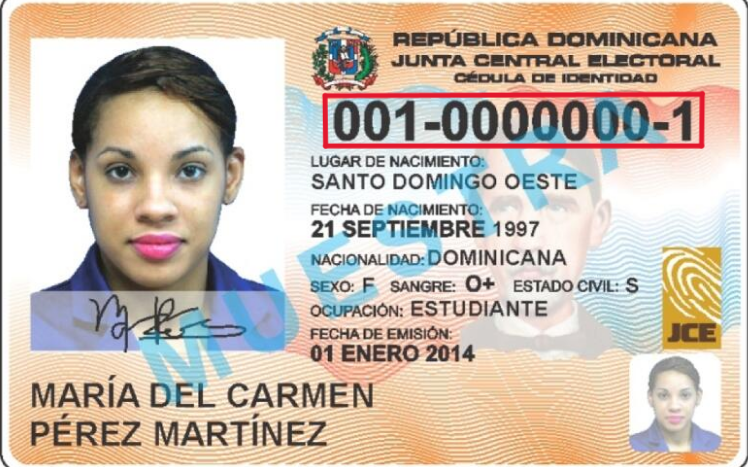 REPÚBLICA DOMINICANA
JUNTA CENTRAL ELECTORAL
CÉDULA DE IDENTIDAD
001-0000000-1
LUGAR DE NACIMIENTO:
SANTO DOMINGO OESTE
FECHA DE NACIMIENTO:
21 SEPTIEMBRE 1997
NACIONALIDAD: DOMINICANA
SEXO: F SANGRE: O+ ESTADO CIVIL: S
OCUPACIÓN: ESTUDIANTE
FECHA DE EMISIÓN:
01 ENERO 2014
JCE
MUESTRA
MARÍA DEL CARMEN
PÉREZ MARTÍNEZ